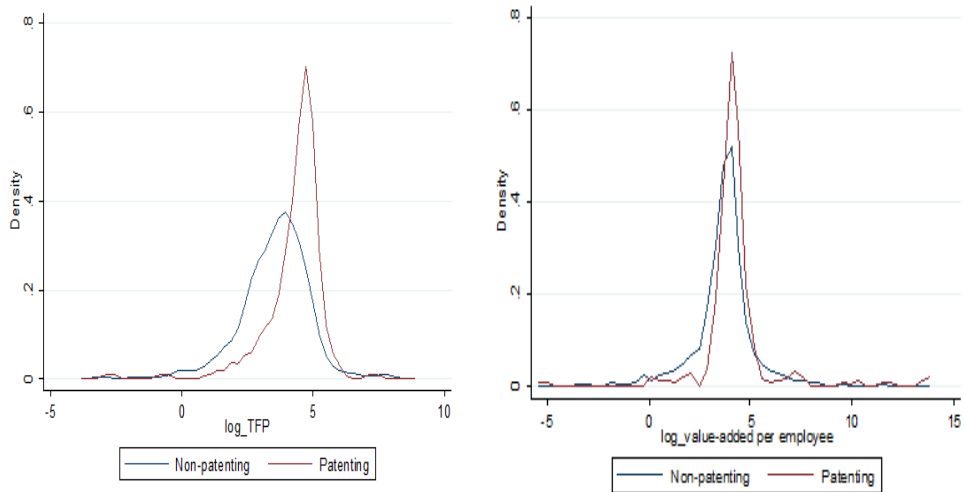 .8
.6
.4
.2
0
Density
-5 0 5 10
log_TFP
Non-patenting Patenting
.8
.6
.4
.2
0
Density
-5 0 5 10 15
log_value-added per employee
Non-patenting Patenting